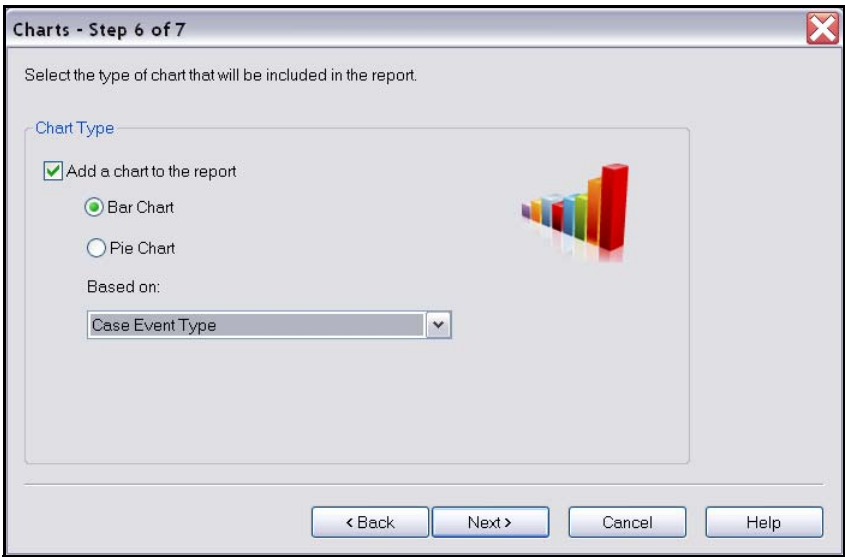 Charts - Step 6 of 7
Select the type of chart that will be included in the report.
Chart Type
Add a chart to the report
Bar Chart
Pie Chart
Based on:
Case Event Type
< Back Next > Cancel Help